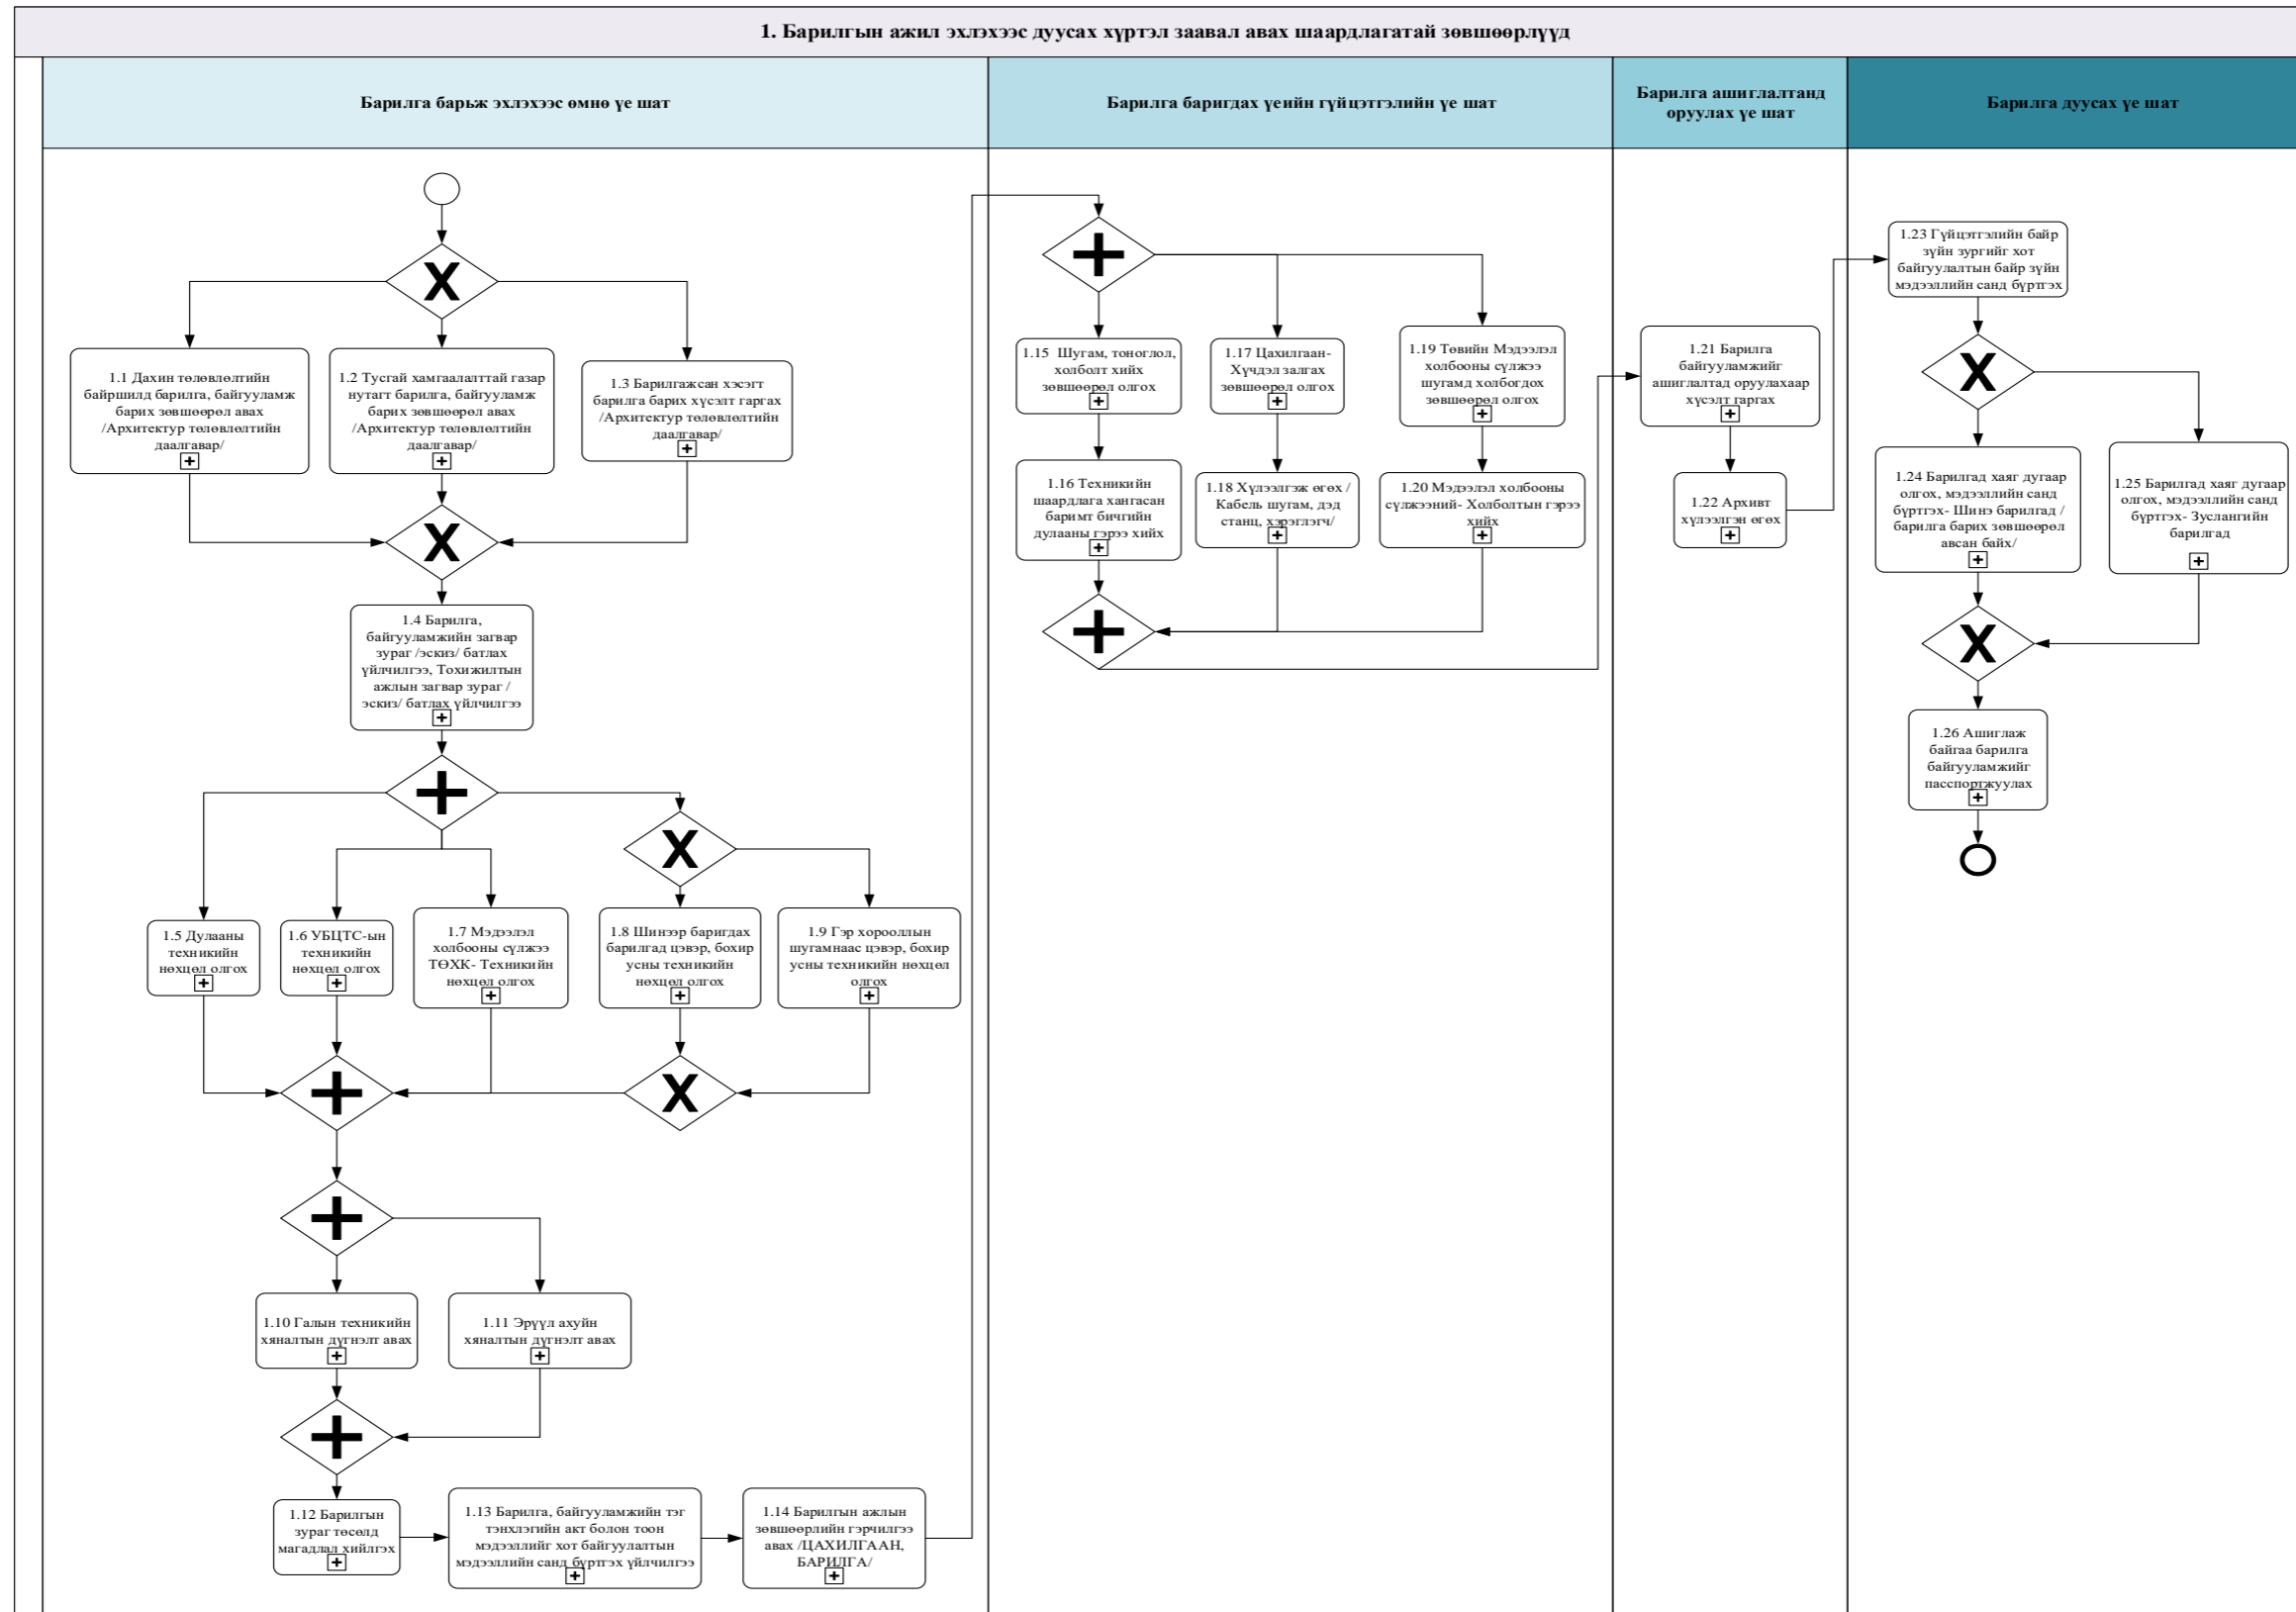 1. Барилгын ажил эхлэхээс дуусах хүртэл заавал авах шаардлагатай зөвшөөрлүүд
Барилга барьж эхлэхээс өмнө үе шат
Барилга баригдах үеийн гүйцэтгэлийн үе шат
Барилга ашиглалтанд
оруулах үе шат
Барилга дуусах үе шат
1.1 Дахин төлөвлөлтийн
байршилд барилга, байгууламж
барих зөвшөөрөл авах
/Архитектур төлөвлөлтийн
даалгавар/
1.2 Тусгай хамгаалалттай газар
нутагт барилга, байгууламж
барих зөвшөөрөл авах
/Архитектур төлөвлөлтийн
даалгавар/
1.3 Барилгажсан хэсэгт
барилга барих хүсэлт гаргах
/Архитектур төлөвлөлтийн
даалгавар/
1.4 Барилга,
байгууламжийн загвар
зураг /эскиз/ батлах
үйлчилгээ, Тохижилтын
ажлын загвар зураг /
эскиз/ батлах үйлчилгээ
1.5 Дулааны
техникийн
нөхцөл олгох
1.6 УБЦТС-ын
техникийн
нөхцөл олгох
1.7 Мэдээлэл
холбооны сүлжээ
ТӨХК- Техникийн
нөхцөл олгох
1.8 Шинээр баригдах
барилгад цэвэр, бохир
усны техникийн
нөхцөл олгох
1.9 Гэр хорооллын
шугамнаас цэвэр, бохир
усны техникийн нөхцөл
олгох
1.10 Галын техникийн
хяналтын дүгнэлт авах
1.11 Эрүүл ахуйн
хяналтын дүгнэлт авах
1.12 Барилгын
зураг төсөлд
магадлал хийлгэх
1.13 Барилга, байгууламжийн тэг
тэнхлэгийн акт болон тоон
мэдээллийг хот байгуулалтын
мэдээллийн санд бүртгэх үйлчилгээ
1.14 Барилгын ажлын
зөвшөөрлийн гэрчилгээ
авах /ЦАХИЛГААН,
БАРИЛГА/
1.15 Шугам, тоноглол,
холболт хийх
зөвшөөрөл олгох
1.16 Техникийн
шаардлага хангасан
баримт бичгийн
дулааны гэрээ хийх
1.17 Цахилгаан-
Хүчдэл залгах
зөвшөөрөл олгох
1.18 Хүлээлгэж өгөх /
Кабель шугам, дэд
станц, хэрэглэгч/
1.19 Төвийн Мэдээлэл
холбооны сүлжээ
шугамд холбогдох
зөвшөөрөл олгох
1.20 Мэдээлэл холбооны
сүлжээний- Холболтын гэрээ
хийх
1.21 Барилга
байгууламжийг
ашиглалтад оруулахаар
хүсэлт гаргах
1.22 Архивт
хүлээлгэн өгөх
1.23 Гүйцэтгэлийн байр
зүйн зургийг хот
байгуулалтын байр зүйн
мэдээллийн санд бүртгэх
1.24 Барилгад хаяг дугаар
олгох, мэдээллийн санд
бүртгэх- Шинэ барилгад /
барилга барих зөвшөөрөл
авсан байх/
1.25 Барилгад хаяг дугаар
олгох, мэдээллийн санд
бүртгэх- Зуслангийн
барилгад
1.26 Ашиглаж
байгаа барилга
байгууламжийг
пасспортжуулах